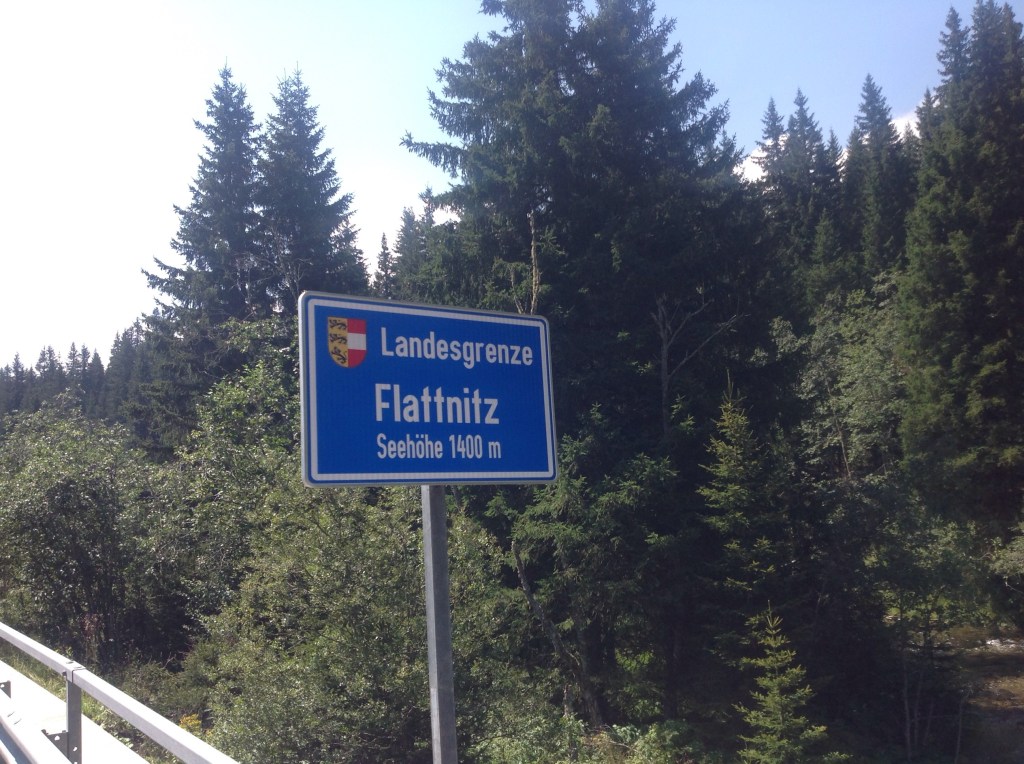 Landesgrenze
Flattnitz
Seehöhe 1400 m